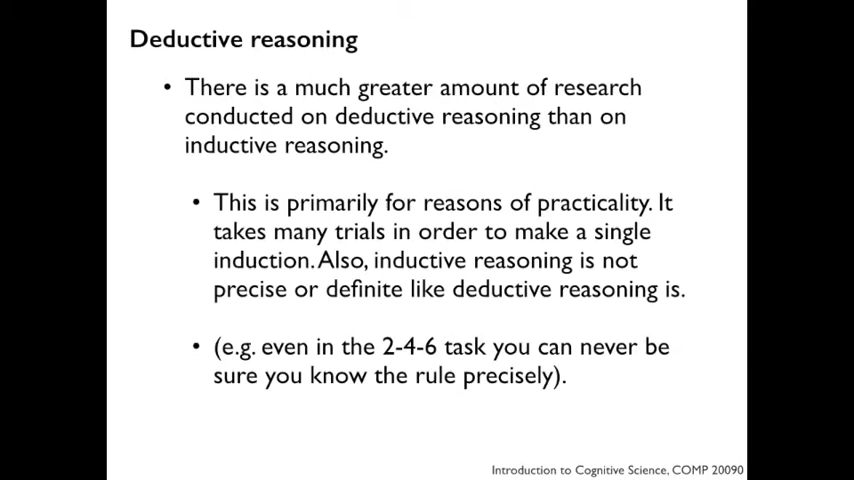 Deductive reasoning
• There is a much greater amount of research
conducted on deductive reasoning than on
inductive reasoning.
• This is primarily for reasons of practicality. It
takes many trials in order to make a single
induction. Also, inductive reasoning is not
precise or definite like deductive reasoning is.
• (e.g. even in the 2-4-6 task you can never be
sure you know the rule precisely).
Introduction to Cognitive Science, COMP 20090